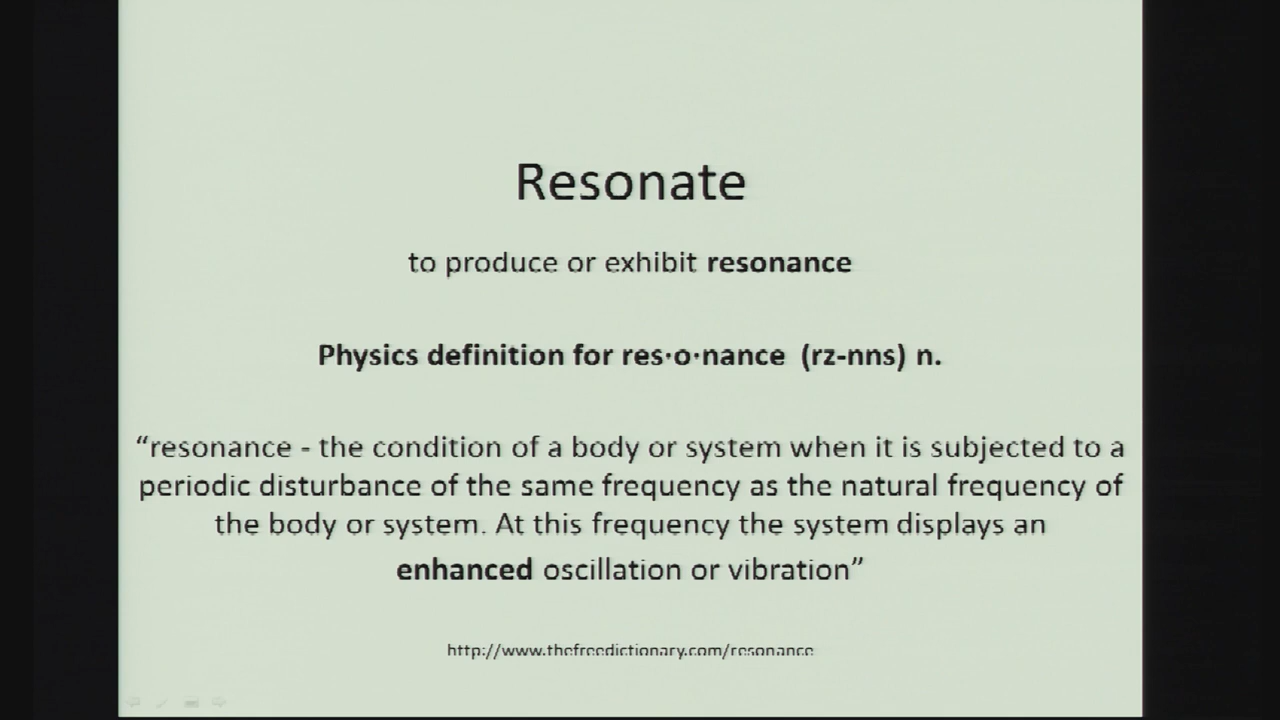 Resonate
to produce or exhibit resonance
Physics definition for res·o·nance (rz-nns) n.
“resonance - the condition of a body or system when it is subjected to a
periodic disturbance of the same frequency as the natural frequency of
the body or system. At this frequency the system displays an
enhanced oscillation or vibration”
http://www.thefreedictionary.com/resonance